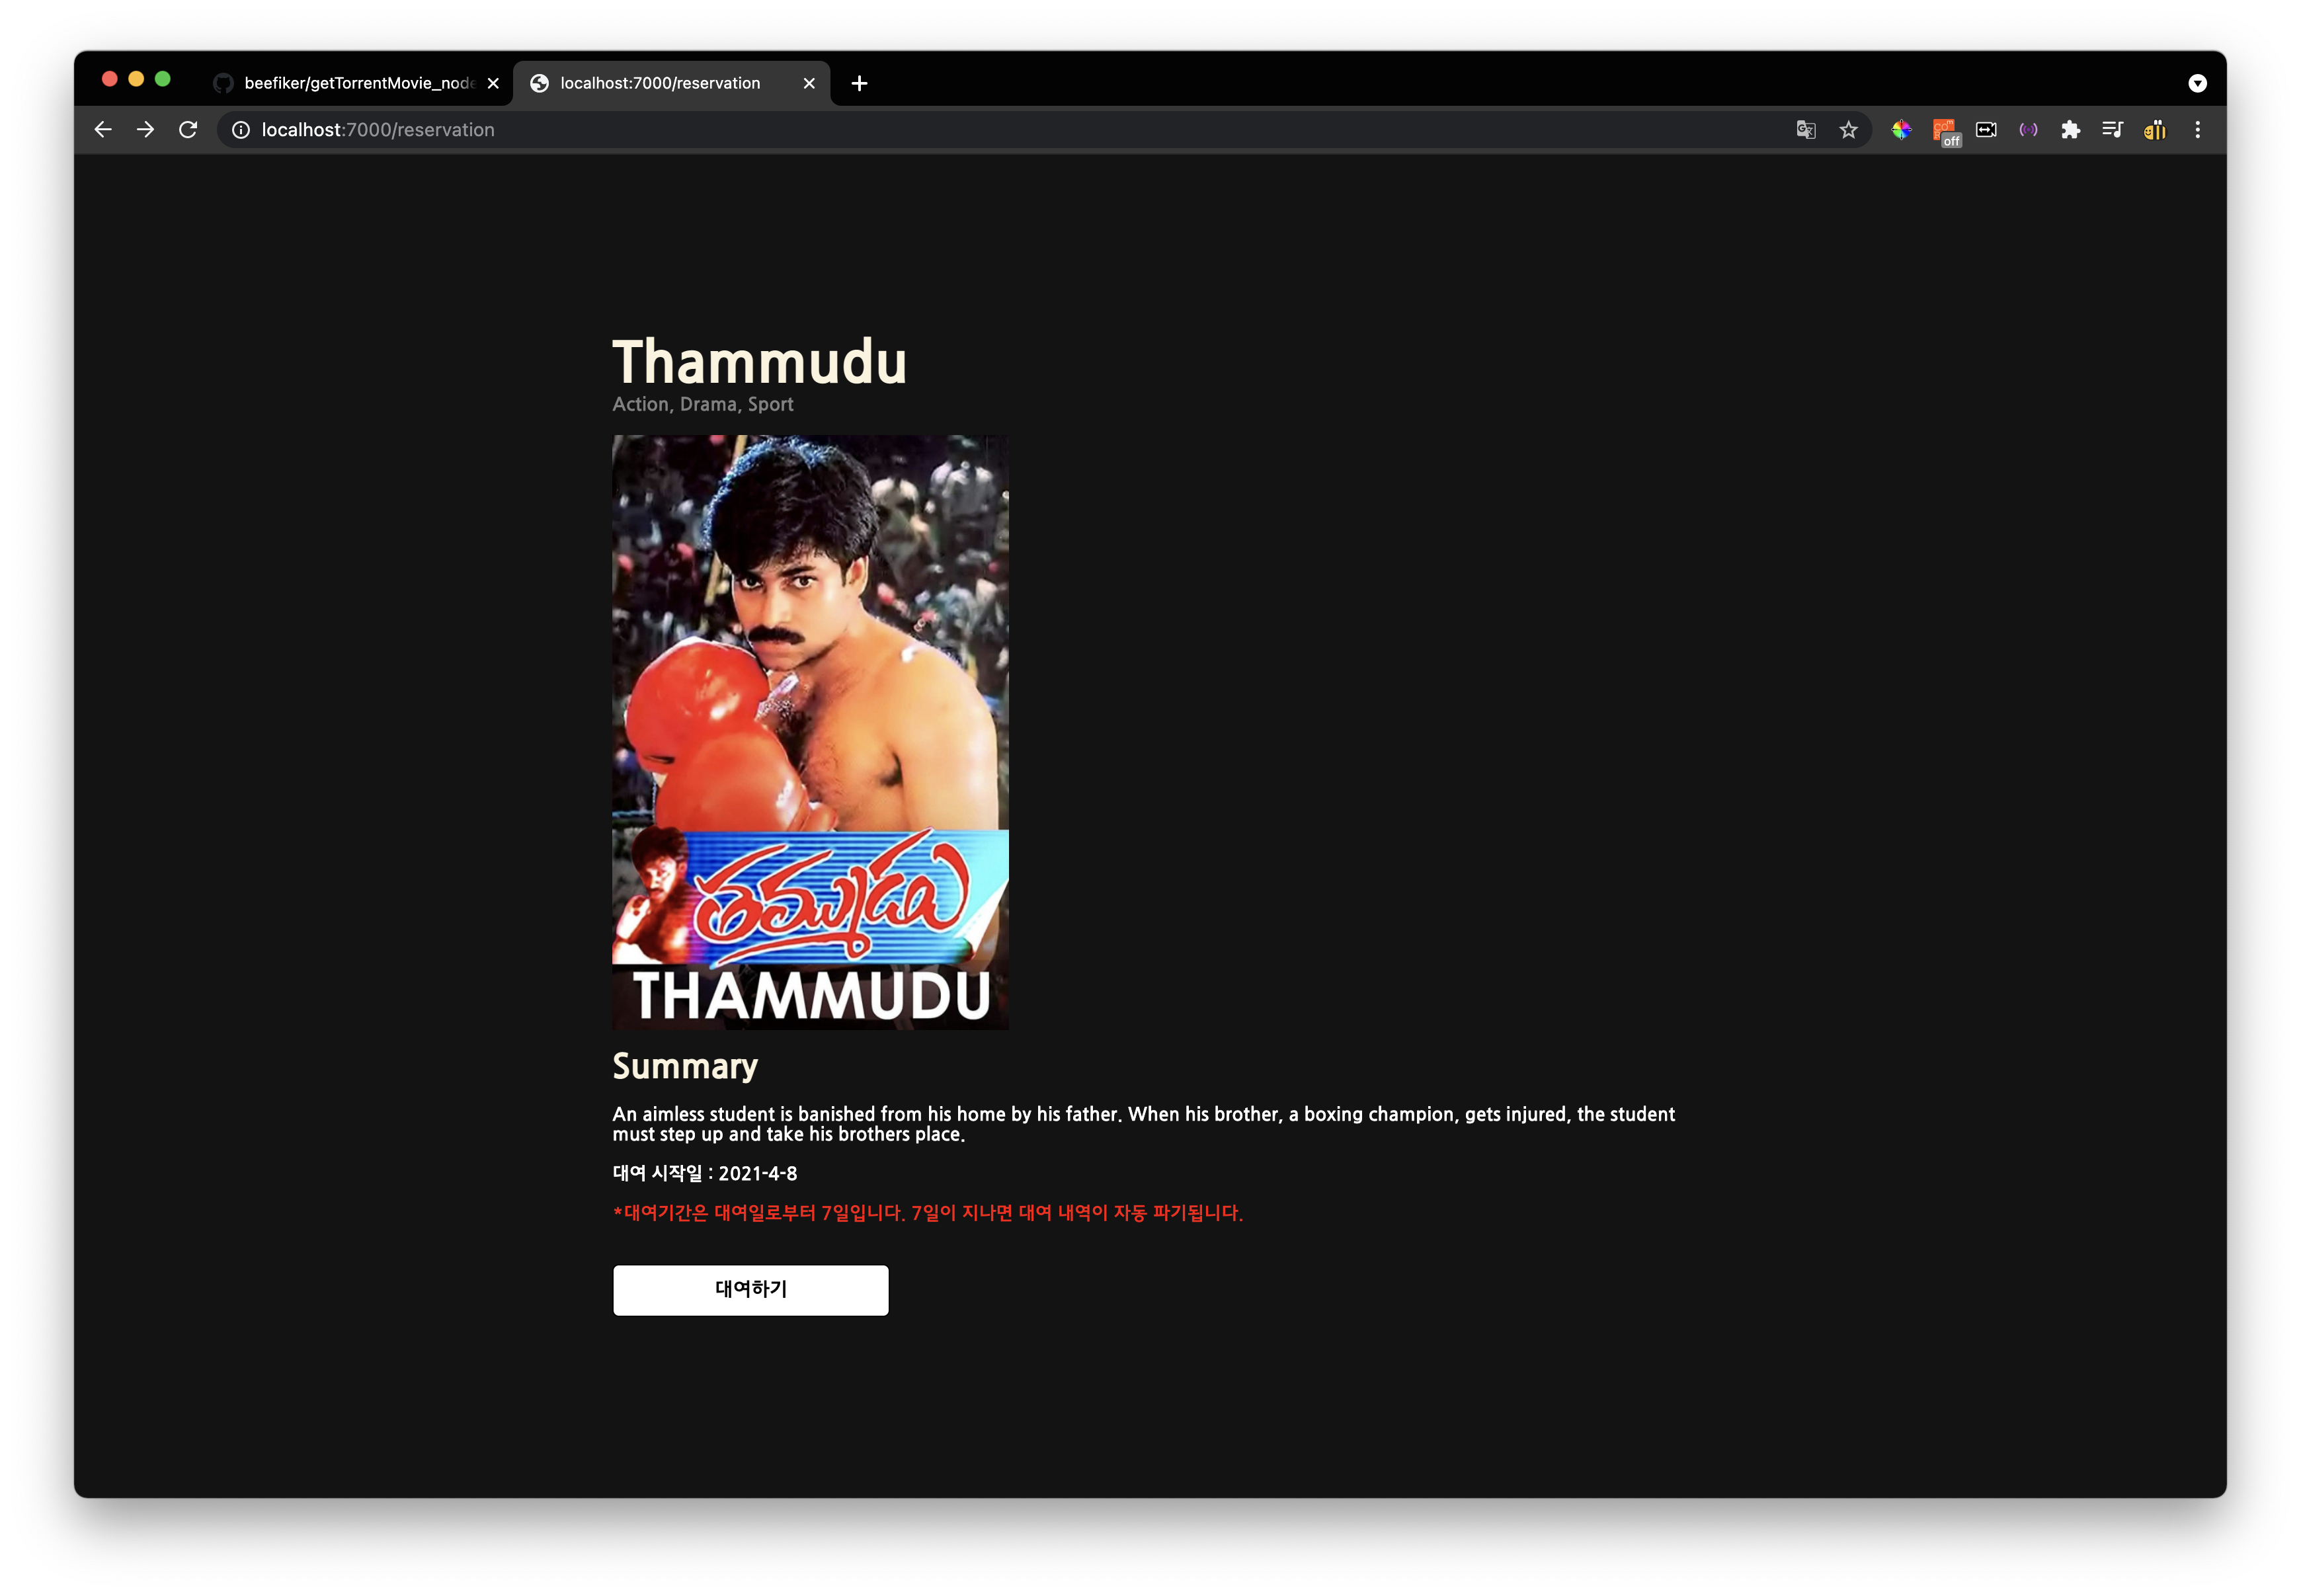 beefiker/getTorrentMovie_node
localhost:7000/reservation
localhost:7000/reservation
off
Thammudu
Action, Drama, Sport
తమ్ముడు
THAMMUDU
Summary
An aimless student is banished from his home by his father. When his brother, a boxing champion, gets injured, the student
must step up and take his brothers place.
대여 시작일 : 2021-4-8
*대여기간은 대여일로부터 7일입니다. 7일이 지나면 대여 내역이 자동 파기됩니다.
대여하기